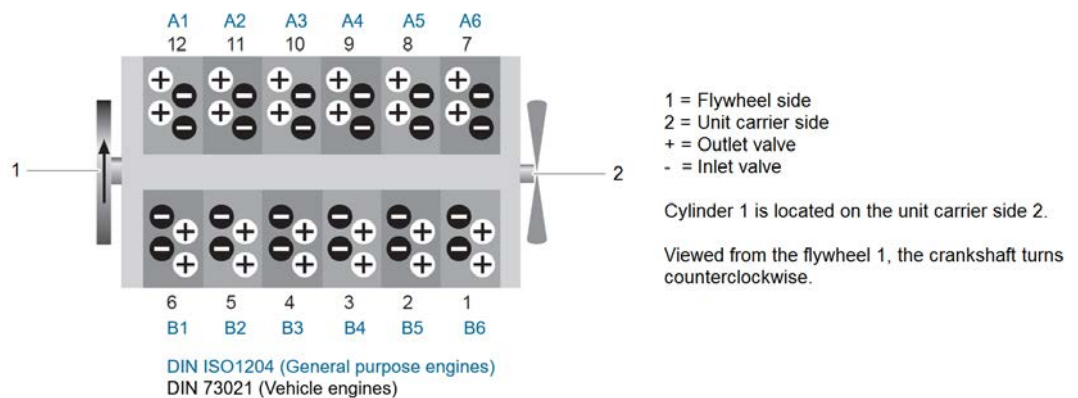 A1 A2 A3 A4 A5 A6
12 11 10 9 8 7
+ + + + + +
- - - - - -
+ + + + + +
- - - - - -
1
2
- - - - - -
+ + + + + +
- - - - - -
+ + + + + +
6 5 4 3 2 1
B1 B2 B3 B4 B5 B6
DIN ISO1204 (General purpose engines)
DIN 73021 (Vehicle engines)
1 = Flywheel side
2 = Unit carrier side
+ = Outlet valve
- = Inlet valve
Cylinder 1 is located on the unit carrier side 2.
Viewed from the flywheel 1, the crankshaft turns
counterclockwise.